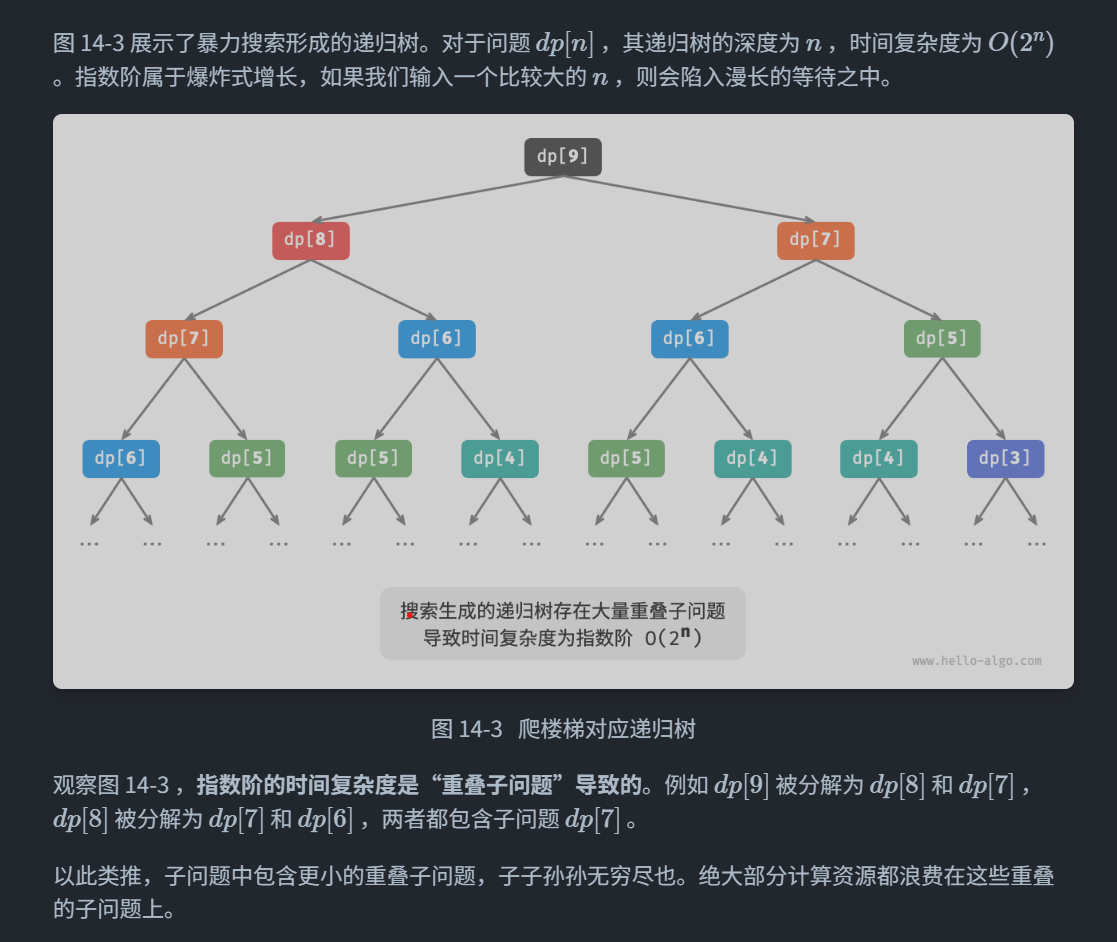 图 14-3 展示了暴力搜索形成的递归树。对于问题 dp[n] ，其递归树的深度为 n ，时间复杂度为 O(2ⁿ)
。指数阶属于爆炸式增长，如果我们输入一个比较大的 n ，则会陷入漫长的等待之中。
dp[9]
dp[8] dp[7]
dp[7] dp[6] dp[6] dp[5]
dp[6] dp[5] dp[5] dp[4] dp[5] dp[4] dp[4] dp[3]
... ... ... ... ... ... ... ... ... ... ... ... ... ... ... ...
搜索生成的递归树存在大量重叠子问题
导致时间复杂度为指数阶 O(2ⁿ)
www.hello-algo.com
图 14-3 爬楼梯对应递归树
观察图 14-3 ，指数阶的时间复杂度是“重叠子问题”导致的。例如 dp[9] 被分解为 dp[8] 和 dp[7] ，
dp[8] 被分解为 dp[7] 和 dp[6] ，两者都包含子问题 dp[7] 。
以此类推，子问题中包含更小的重叠子问题，子子孙孙无穷尽也。绝大部分计算资源都浪费在这些重叠
的子问题上。